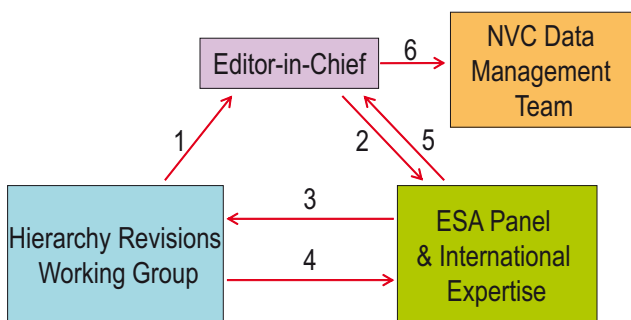 Editor-in-Chief
6
NVC Data
Management
Team
1
2
5
Hierarchy Revisions
Working Group
3
4
ESA Panel
& International
Expertise